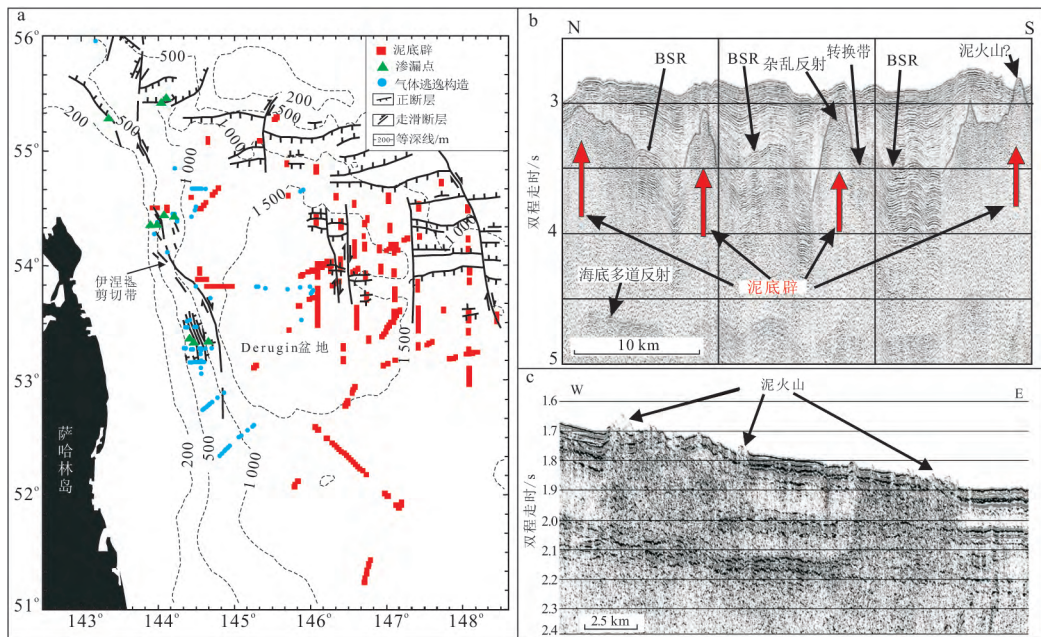 a
56°
55°
54°
53°
52°
51°
143°
144°
145°
146°
147°
148°
泥底辟
渗漏点
气体逃逸构造
正断层
走滑断层
200
等深线/m
500
200
500
200
500
1 000
1 000
1 500
1 000
伊涅
剪切带
1 500
Derugin盆地
萨哈林岛
200
500
1 000
b
N
S
BSR
BSR
杂乱反射
转换带
BSR
泥火山?
3
4
5
双程走时/s
海底多道反射
泥底辟
10 km
c
W
泥火山
E
1.6
1.7
1.8
1.9
2.0
2.1
2.2
2.3
2.4
双程走时/s
2.5 km